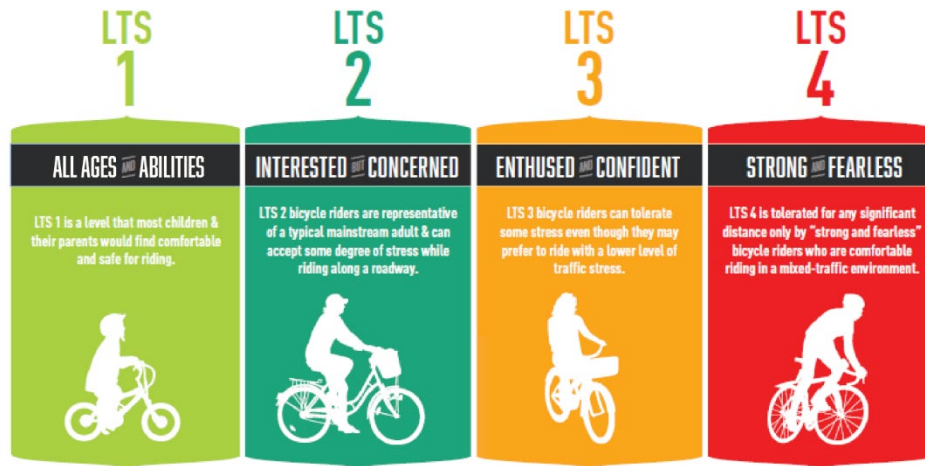 LTS
1
ALL AGES AND ABILITIES
LTS 1 is a level that most children &
their parents would find comfortable
and safe for riding.
LTS
2
INTERESTED BUT CONCERNED
LTS 2 bicycle riders are representative
of a typical mainstream adult & can
accept some degree of stress while
riding along a roadway.
LTS
3
ENTHUSED AND CONFIDENT
LTS 3 bicycle riders can tolerate
some stress even though they may
prefer to ride with a lower level of
traffic stress.
LTS
4
STRONG AND FEARLESS
LTS 4 is tolerated for any significant
distance only by “strong and fearless”
bicycle riders who are comfortable
riding in a mixed-traffic environment.